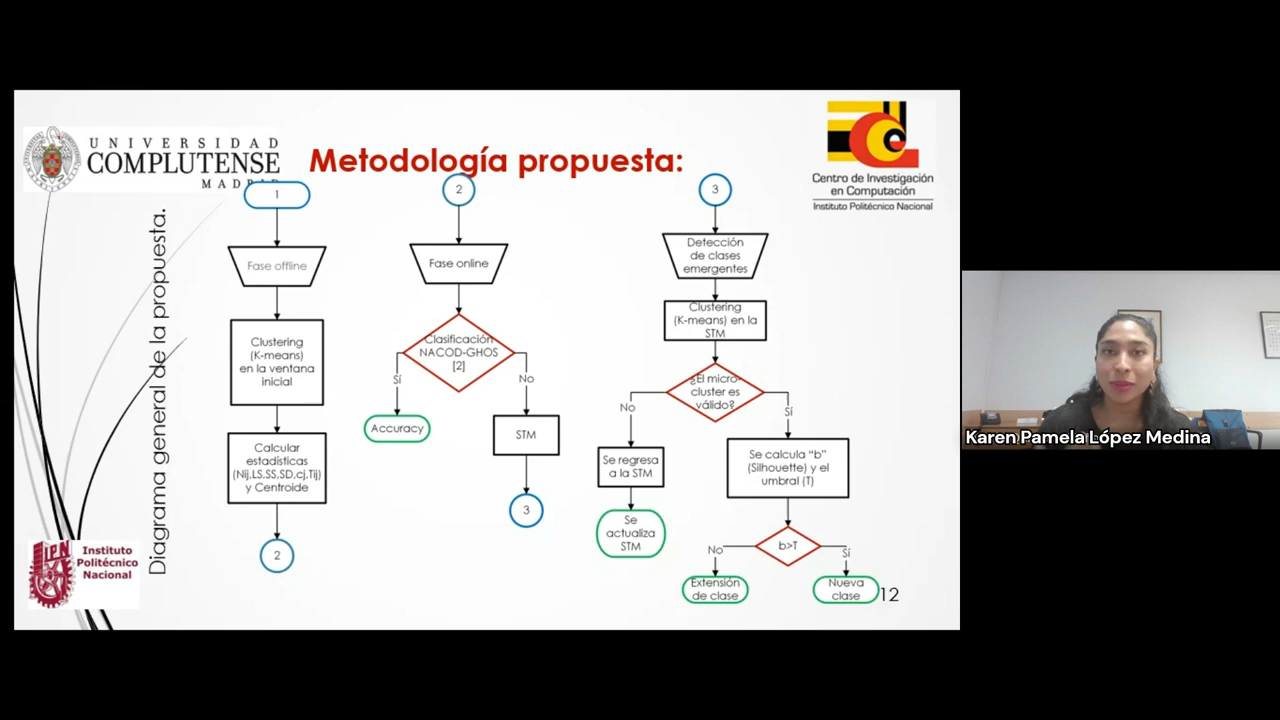 UNIVERSIDAD
COMPLUTENSE
MADRID
Metodología propuesta:
Centro de Investigación
en Computación
Instituto Politécnico Nacional
Diagrama general de la propuesta.
1
Fase offline
Clustering
(K-means)
en la ventana
inicial
Calcular
estadísticas
(Nij,LS,SS,SD,cj,Tij)
y Centroide
2
2
Fase online
Clasificación
NACOD-GHOS
[2]
Sí
No
Accuracy
STM
3
3
Detección
de clases
emergentes
Clustering
(K-means) en la
STM
¿El micro-
cluster es
válido?
No
Sí
Se regresa
a la STM
Se
actualiza
STM
Se calcula "b"
(Silhouette) y el
umbral (T)
b>T
No
Sí
Extensión
de clase
Nueva
clase
12
IPN
Instituto
Politécnico
Nacional
Karen Pamela López Medina